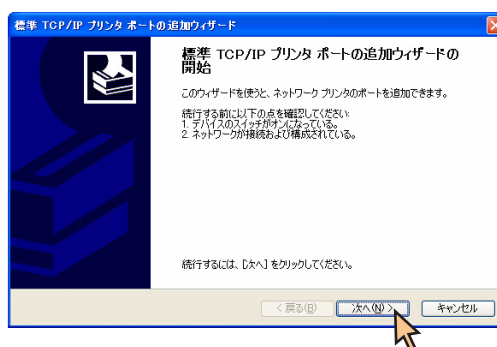 標準 TCP/IP プリンタ ポートの追加ウィザード
標準 TCP/IP プリンタ ポートの追加ウィザードの
開始
このウィザードを使うと、ネットワーク プリンタのポートを追加できます。
続行する前に以下の点を確認してください:
1. デバイスのスイッチがオンになっている。
2. ネットワークが接続および構成されている。
続行するには、[次へ] をクリックしてください。
< 戻る(B)
次へ(N) >
キャンセル